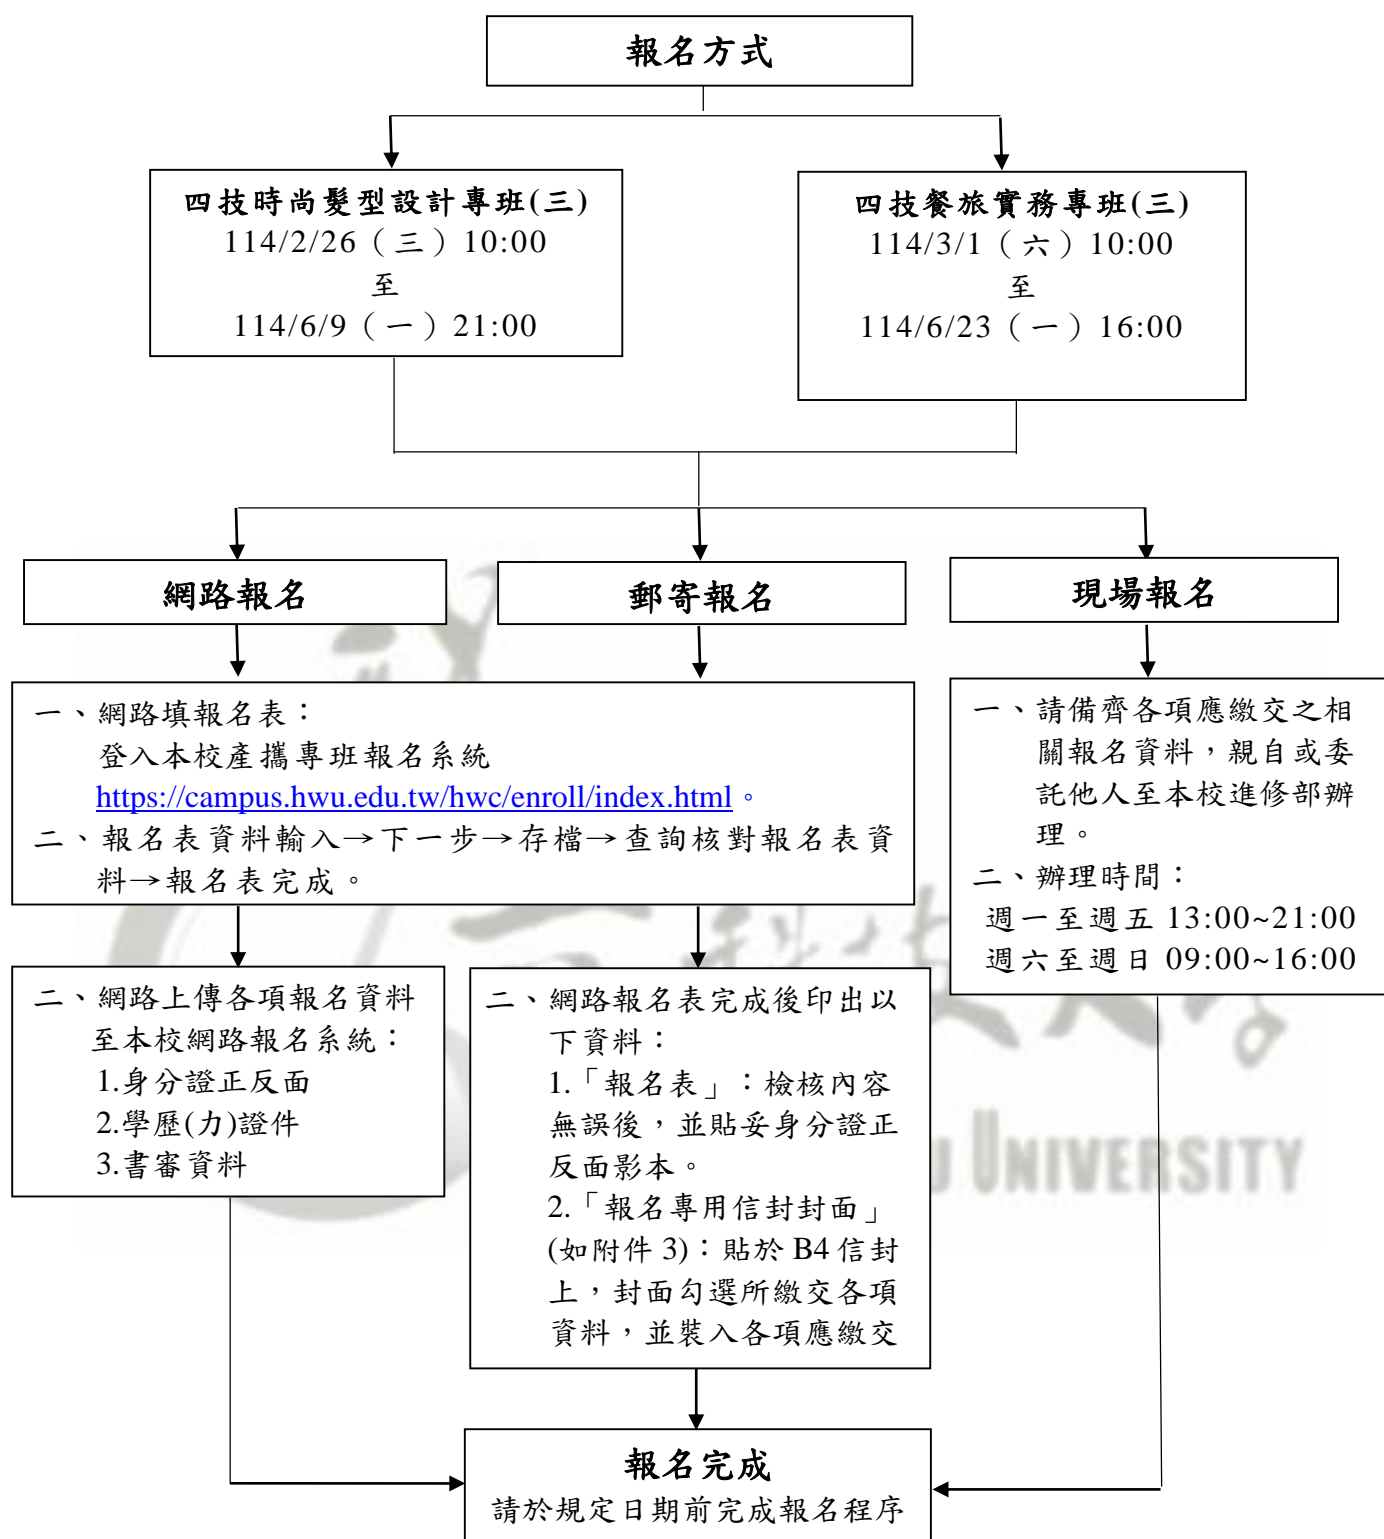 報名方式
四技時尚髮型設計專班(三)
114/2/26（三）10:00
至
114/6/9（一）21:00
四技餐旅實務專班(三)
114/3/1（六）10:00
至
114/6/23（一）16:00
網路報名
郵寄報名
現場報名
一、網路填報名表：
登入本校產攜專班報名系統
https://campus.hwu.edu.tw/hwc/enroll/index.html。
二、報名表資料輸入→下一步→存檔→查詢核對報名表資
料→報名表完成。
一、請備齊各項應繳交之相
關報名資料，親自或委
託他人至本校進修部辦
理。
二、辦理時間：
週一至週五 13:00~21:00
週六至週日 09:00~16:00
二、網路上傳各項報名資料
至本校網路報名系統：
1.身分證正反面
2.學歷(力)證件
3.書審資料
二、網路報名表完成後印出以
下資料：
1.「報名表」：檢核內容
無誤後，並貼妥身分證正
反面影本。
2.「報名專用信封封面」
(如附件 3)：貼於 B4 信封
上，封面勾選所繳交各項
資料，並裝入各項應繳交
科技大學
UNIVERSITY
報名完成
請於規定日期前完成報名程序